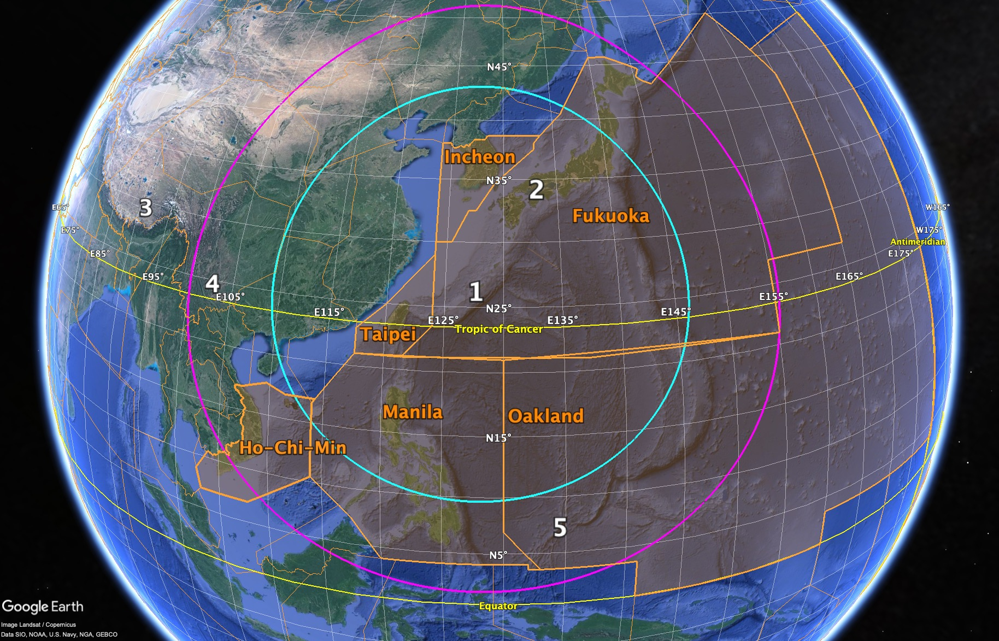 N45°
Incheon
N35°
2
3
E65°
W165°
Fukuoka
E75°
W175°
Antimeridian
E85°
E175°
E95°
4
1
E165°
E105°
E155°
N25°
E115°
E145°
E125°
E135°
Tropic of Cancer
Taipei
Manila
Oakland
N15°
Ho-Chi-Min
5
N5°
Equator
Google Earth
Image Landsat / Copernicus
Data SIO, NOAA, U.S. Navy, NGA, GEBCO